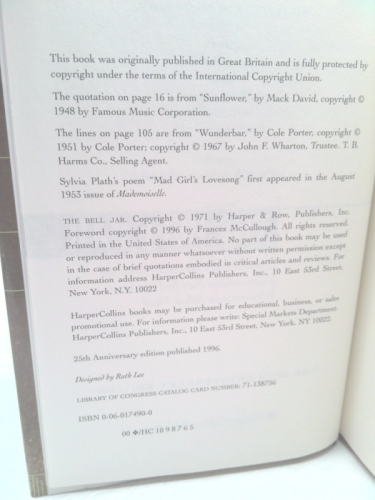 This book was originally published in Great Britain and is fully protected by
copyright under the terms of the International Copyright Union.
The quotation on page 16 is from "Sunflower," by Mack David, copyright ©
1948 by Famous Music Corporation.
The lines on page 105 are from "Wunderbar," by Cole Porter, copyright ©
1951 by Cole Porter; copyright © 1967 by John F. Wharton, Trustee. T. B.
Harms Co., Selling Agent.
Sylvia Plath's poem "Mad Girl's Lovesong" first appeared in the August
1953 issue of Mademoiselle.
THE BELL JAR. Copyright © 1971 by Harper & Row, Publishers, Inc.
Foreword copyright © 1996 by Frances McCullough. All rights reserved.
Printed in the United States of America. No part of this book may be used
or reproduced in any manner whatsoever without written permission except
in the case of brief quotations embodied in critical articles and reviews. For
information address HarperCollins Publishers, Inc., 10 East 53rd Street,
New York, N.Y. 10022
HarperCollins books may be purchased for educational, business, or sales
promotional use. For information please write: Special Markets Department,
HarperCollins Publishers, Inc., 10 East 53rd Street, New York, NY 10022.
25th Anniversary edition published 1996.
Designed by Ruth Lee
LIBRARY OF CONGRESS CATALOG CARD NUMBER: 71-138756
ISBN 0-06-017490-0
00 ❖/HC 10 9 8 7 6 5